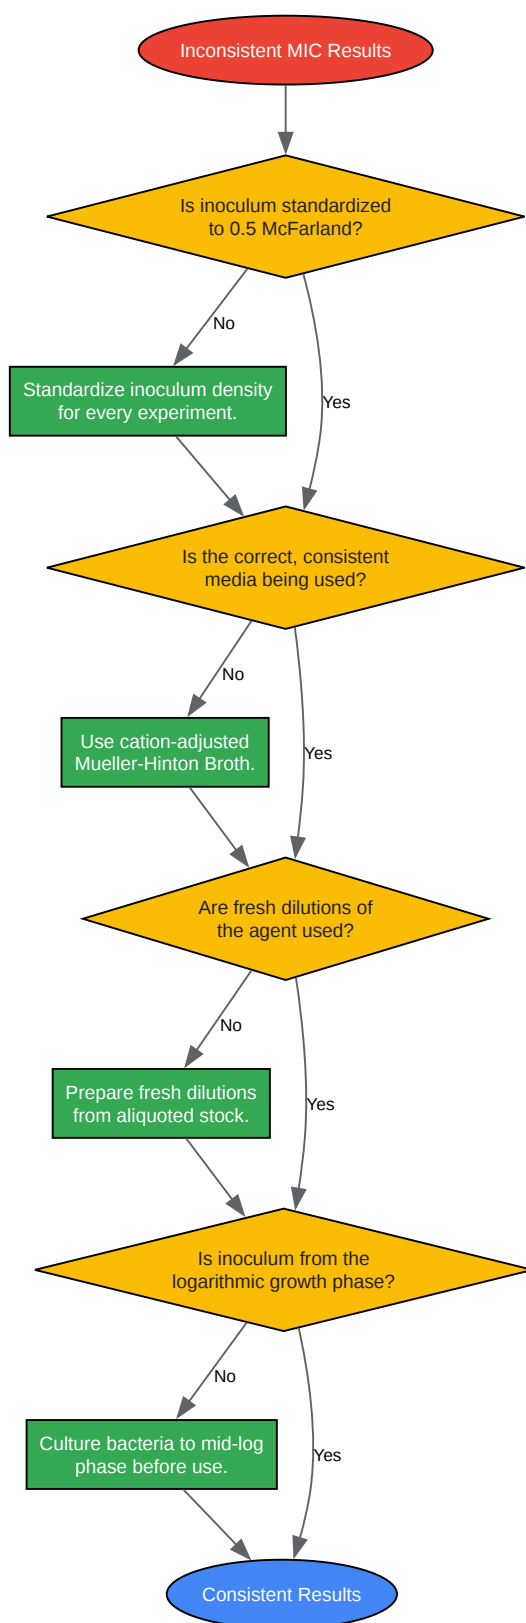 Inconsistent MIC Results
Is inoculum standardized
to 0.5 McFarland?
No
Yes
Standardize inoculum density
for every experiment.
Is the correct, consistent
media being used?
No
Yes
Use cation-adjusted
Mueller-Hinton Broth.
Are fresh dilutions of
the agent used?
No
Yes
Prepare fresh dilutions
from aliquoted stock.
Is inoculum from the
logarithmic growth phase?
No
Yes
Culture bacteria to mid-log
phase before use.
Consistent Results